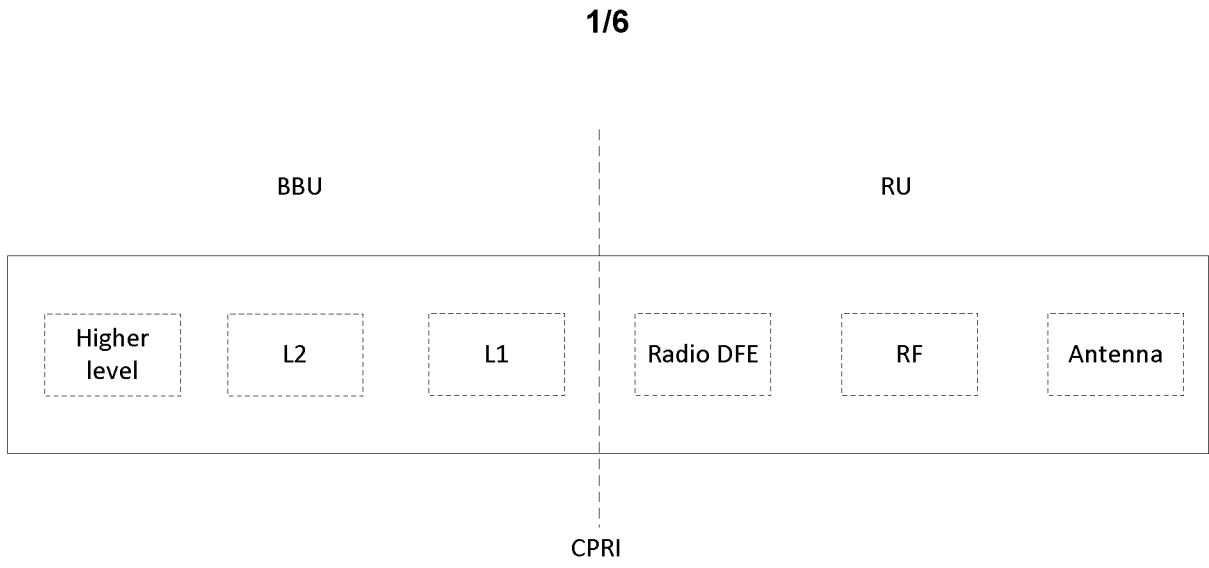 1/6
BBU
RU
Higher
level
L2
L1
Radio DFE
RF
Antenna
CPRI